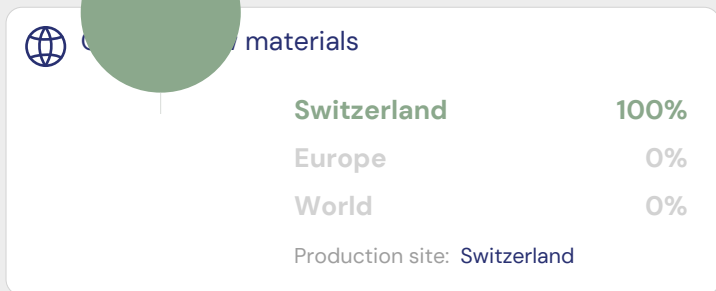 materials
Switzerland 100%
Europe 0%
World 0%
Production site: Switzerland